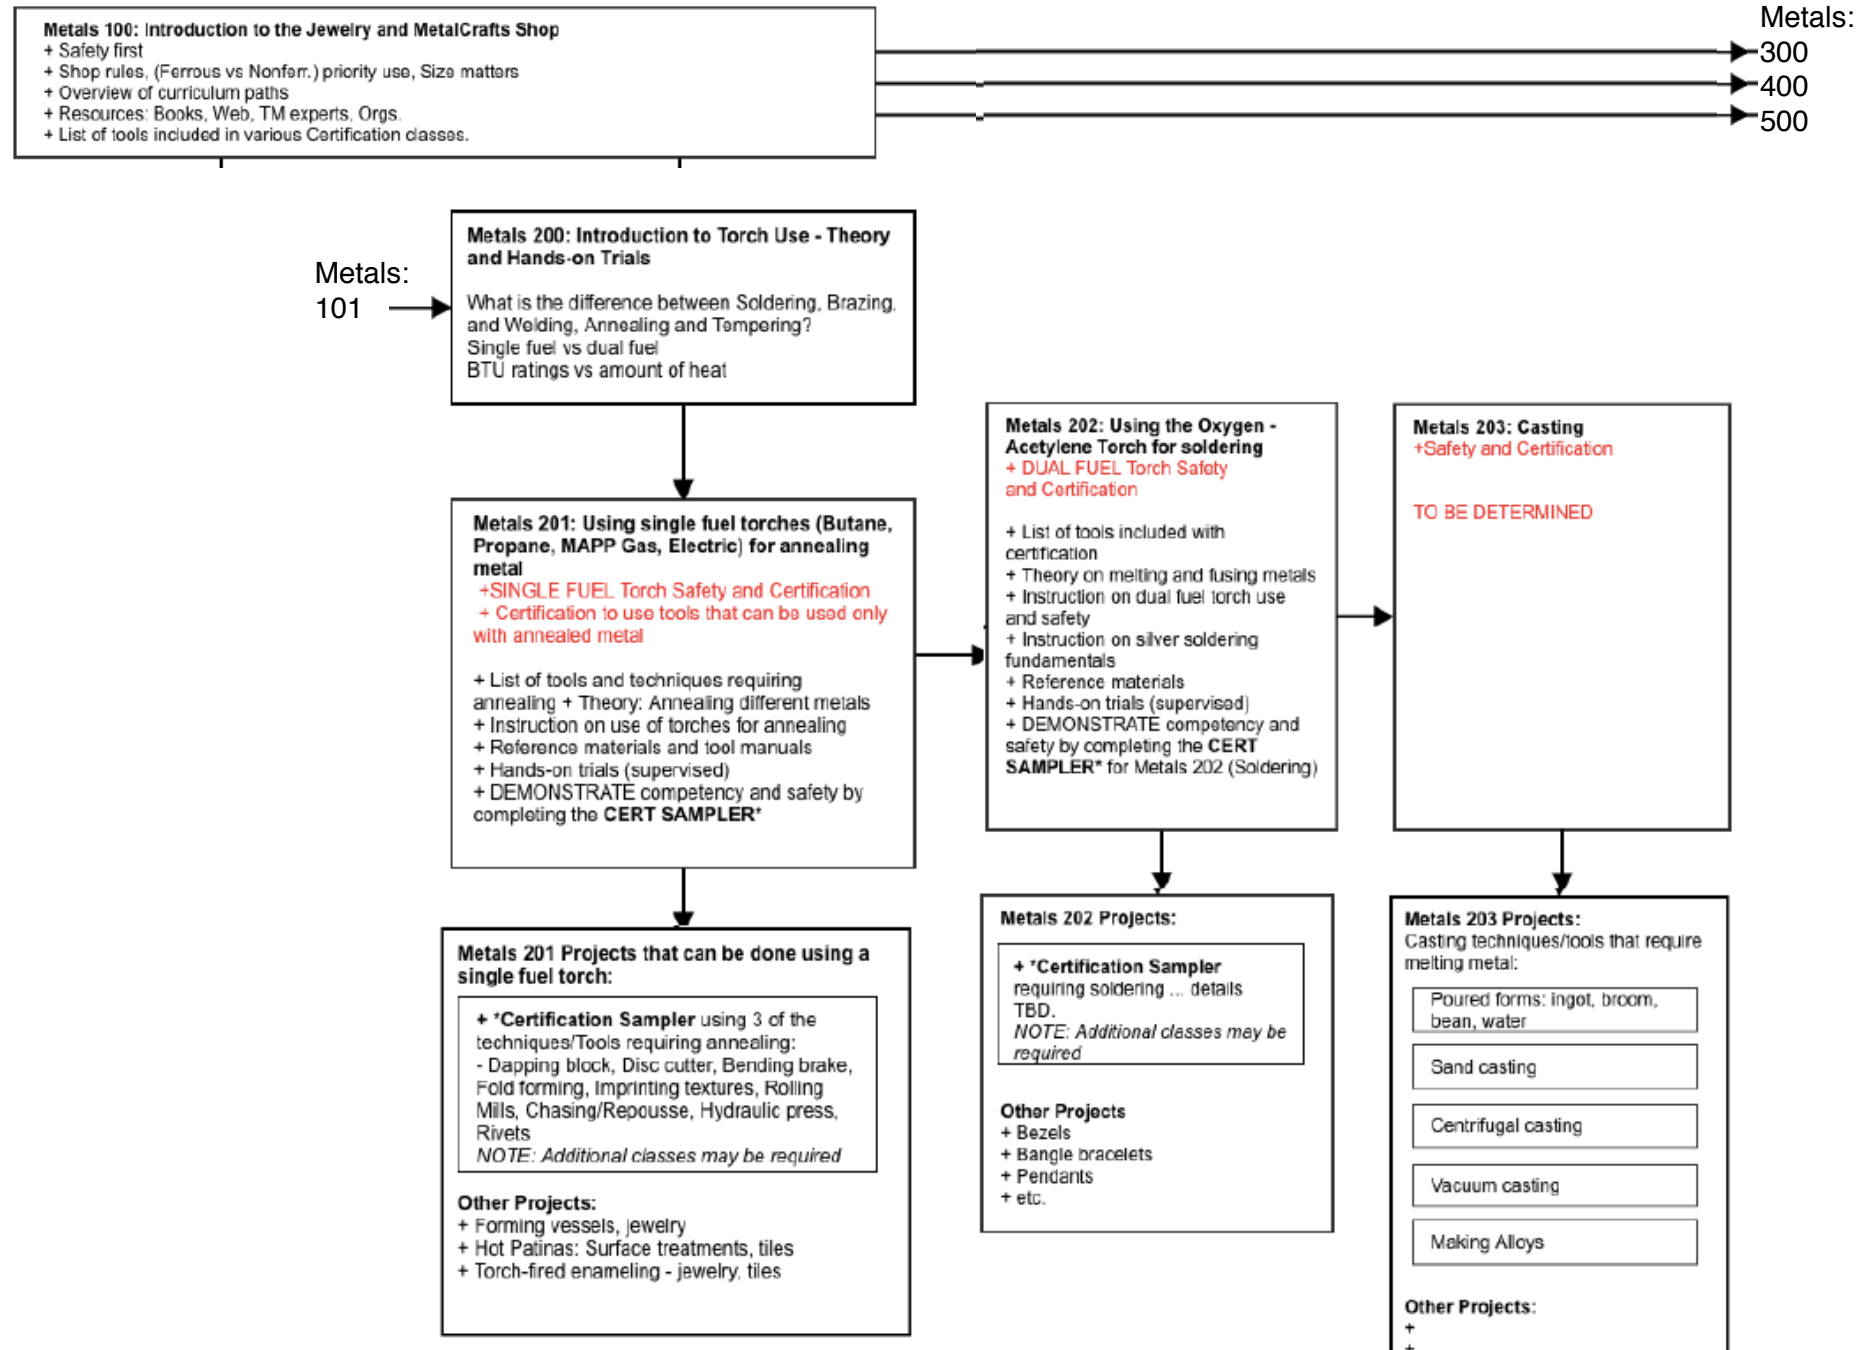 Metals 100: Introduction to the Jewelry and MetalCrafts Shop
+ Safety first
+ Shop rules, (Ferrous vs Nonferr.) priority use, Size matters
+ Overview of curriculum paths
+ Resources: Books, Web, TM experts, Orgs.
+ List of tools included in various Certification classes.
Metals:
300
400
500
Metals:
101
Metals 200: Introduction to Torch Use - Theory
and Hands-on Trials
What is the difference between Soldering, Brazing,
and Welding, Annealing and Tempering?
Single fuel vs dual fuel
BTU ratings vs amount of heat
Metals 201: Using single fuel torches (Butane,
Propane, MAPP Gas, Electric) for annealing
metal
+SINGLE FUEL Torch Safety and Certification
+ Certification to use tools that can be used only
with annealed metal
+ List of tools and techniques requiring
annealing + Theory: Annealing different metals
+ Instruction on use of torches for annealing
+ Reference materials and tool manuals
+ Hands-on trials (supervised)
+ DEMONSTRATE competency and safety by
completing the CERT SAMPLER*
Metals 202: Using the Oxygen -
Acetylene Torch for soldering
+ DUAL FUEL Torch Safety
and Certification
+ List of tools included with
certification
+ Theory on melting and fusing metals
+ Instruction on dual fuel torch use
and safety
+ Instruction on silver soldering
fundamentals
+ Reference materials
+ Hands-on trials (supervised)
+ DEMONSTRATE competency and
safety by completing the CERT
SAMPLER* for Metals 202 (Soldering)
Metals 203: Casting
+Safety and Certification
TO BE DETERMINED
Metals 201 Projects that can be done using a
single fuel torch:
+ *Certification Sampler using 3 of the
techniques/Tools requiring annealing:
- Dapping block, Disc cutter, Bending brake,
Fold forming, Imprinting textures, Rolling
Mills, Chasing/Repousse, Hydraulic press,
Rivets
NOTE: Additional classes may be required
Other Projects:
+ Forming vessels, jewelry
+ Hot Patinas: Surface treatments, tiles
+ Torch-fired enameling - jewelry, tiles
Metals 202 Projects:
+ *Certification Sampler
requiring soldering ... details
TBD.
NOTE: Additional classes may be
required
Other Projects
+ Bezels
+ Bangle bracelets
+ Pendants
+ etc.
Metals 203 Projects:
Casting techniques/tools that require
melting metal:
Poured forms: ingot, broom,
bean, water
Sand casting
Centrifugal casting
Vacuum casting
Making Alloys
Other Projects:
+
+